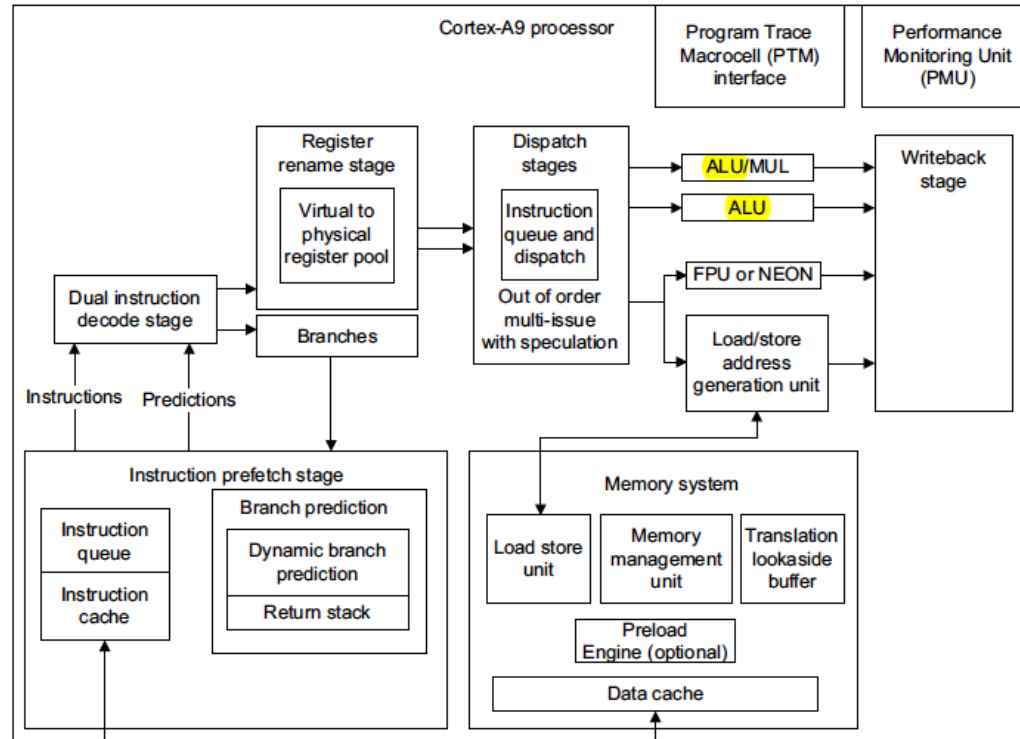 Cortex-A9 processor
Program Trace
Macrocell (PTM)
interface
Performance
Monitoring Unit
(PMU)
Register
rename stage
Virtual to
physical
register pool
Dispatch
stages
Instruction
queue and
dispatch
Out of order
multi-issue
with speculation
ALU/MUL
ALU
FPU or NEON
Load/store
address
generation unit
Writeback
stage
Dual instruction
decode stage
Branches
Instructions
Predictions
Instruction prefetch stage
Instruction
queue
Instruction
cache
Branch prediction
Dynamic branch
prediction
Return stack
Memory system
Load store
unit
Memory
management
unit
Translation
lookaside
buffer
Preload
Engine (optional)
Data cache